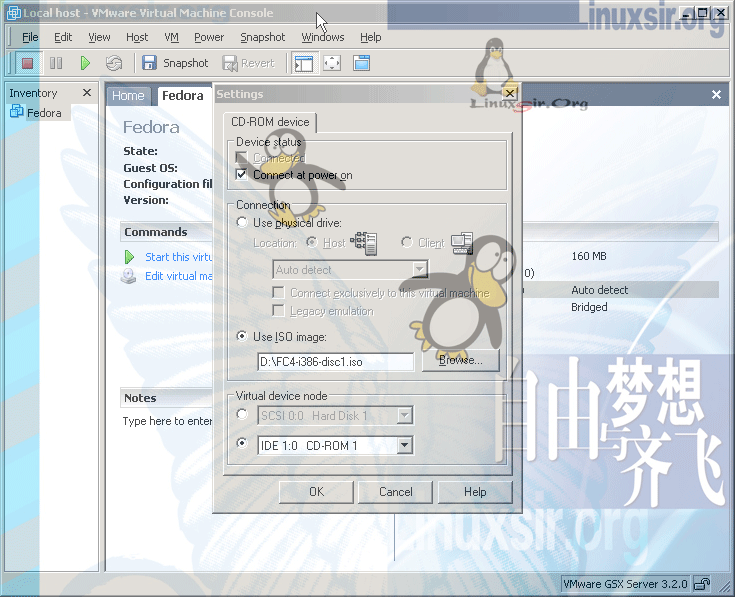 Local host - VMware Virtual Machine Console
inuxsir.org
File Edit View Host VM Power Snapshot Windows Help
Snapshot Revert
Inventory
Fedora
Home Fedora
Settings
Linuxsir.Org
CD-ROM device
Fedora
State:
Guest OS:
Configuration fil
Version:
Device status
Connected
Connect at power on
Connection
Use physical drive:
Location: Host Client
Auto detect
Connect exclusively to this virtual machine
Legacy emulation
Use ISO image:
D:\FC4-i386-disc1.iso
Browse...
Virtual device node
SCSI 0:0 Hard Disk 1
IDE 1:0 CD-ROM 1
OK Cancel Help
Commands
Start this virtu
Edit virtual ma
160 MB
0)
Auto detect
Bridged
Notes
Type here to enter
自由与
梦想
齐飞
inuxsir.org
VMware GSX Server 3.2.0